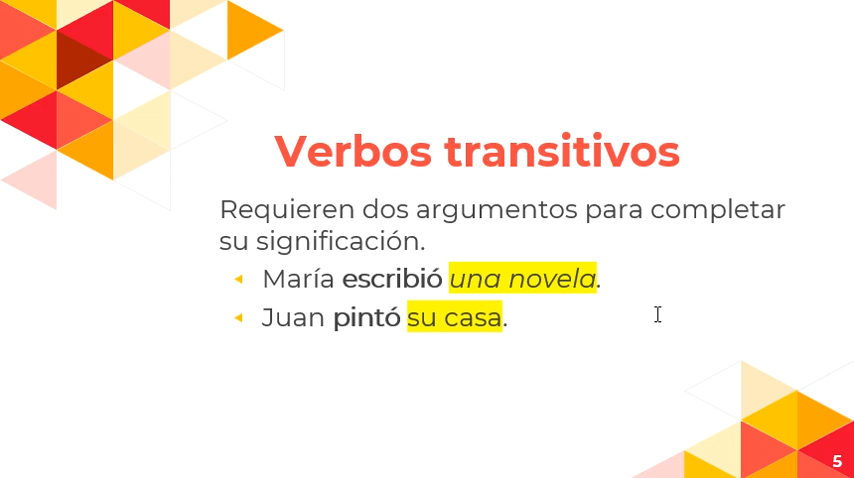 Verbos transitivos
Requieren dos argumentos para completar
su significación.
María escribió una novela.
Juan pintó su casa.
5